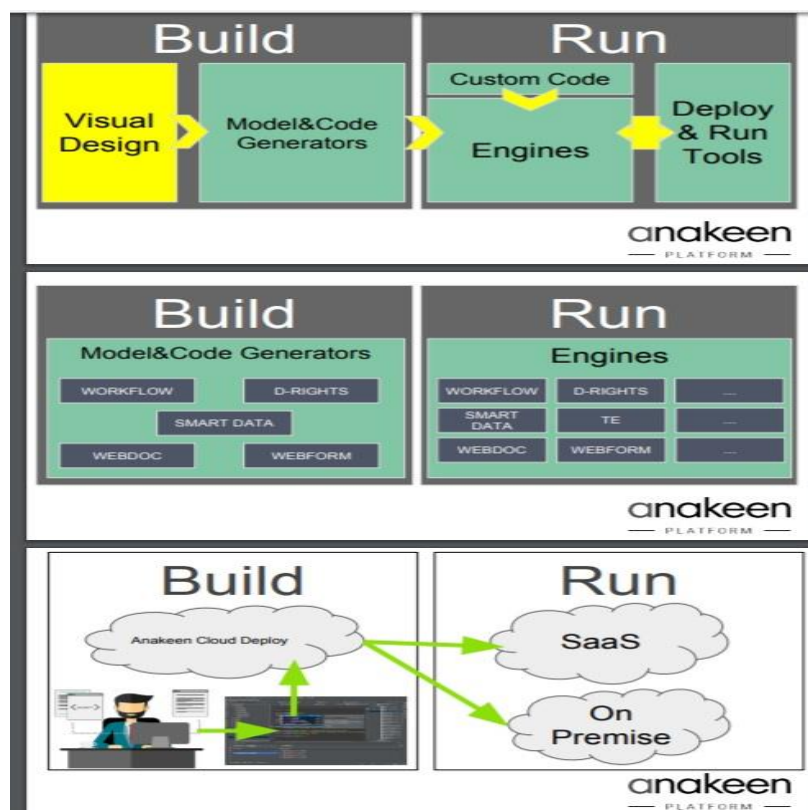 Build
Run
Visual
Design
Model&Code
Generators
Custom Code
Engines
Deploy
& Run
Tools
anakeen
PLATFORM
Build
Run
Model&Code Generators
WORKFLOW
D-RIGHTS
SMART DATA
WEBDOC
WEBFORM
Engines
WORKFLOW
D-RIGHTS
....
SMART
DATA
TE
....
WEBDOC
WEBFORM
....
anakeen
PLATFORM
Build
Run
Anakeen Cloud Deploy
SaaS
On
Premise
<---->
anakeen
PLATFORM